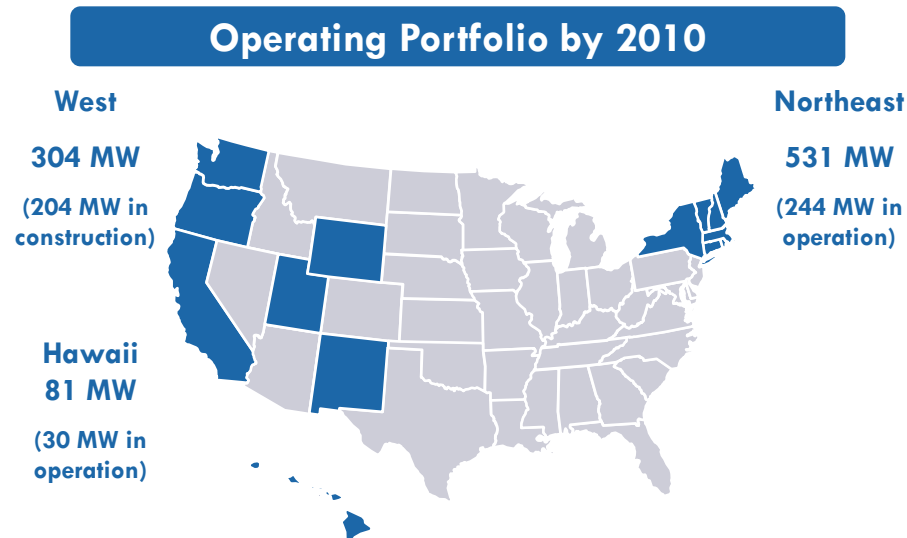 Operating Portfolio by 2010
West
304 MW
(204 MW in
construction)
Northeast
531 MW
(244 MW in
operation)
Hawaii
81 MW
(30 MW in
operation)